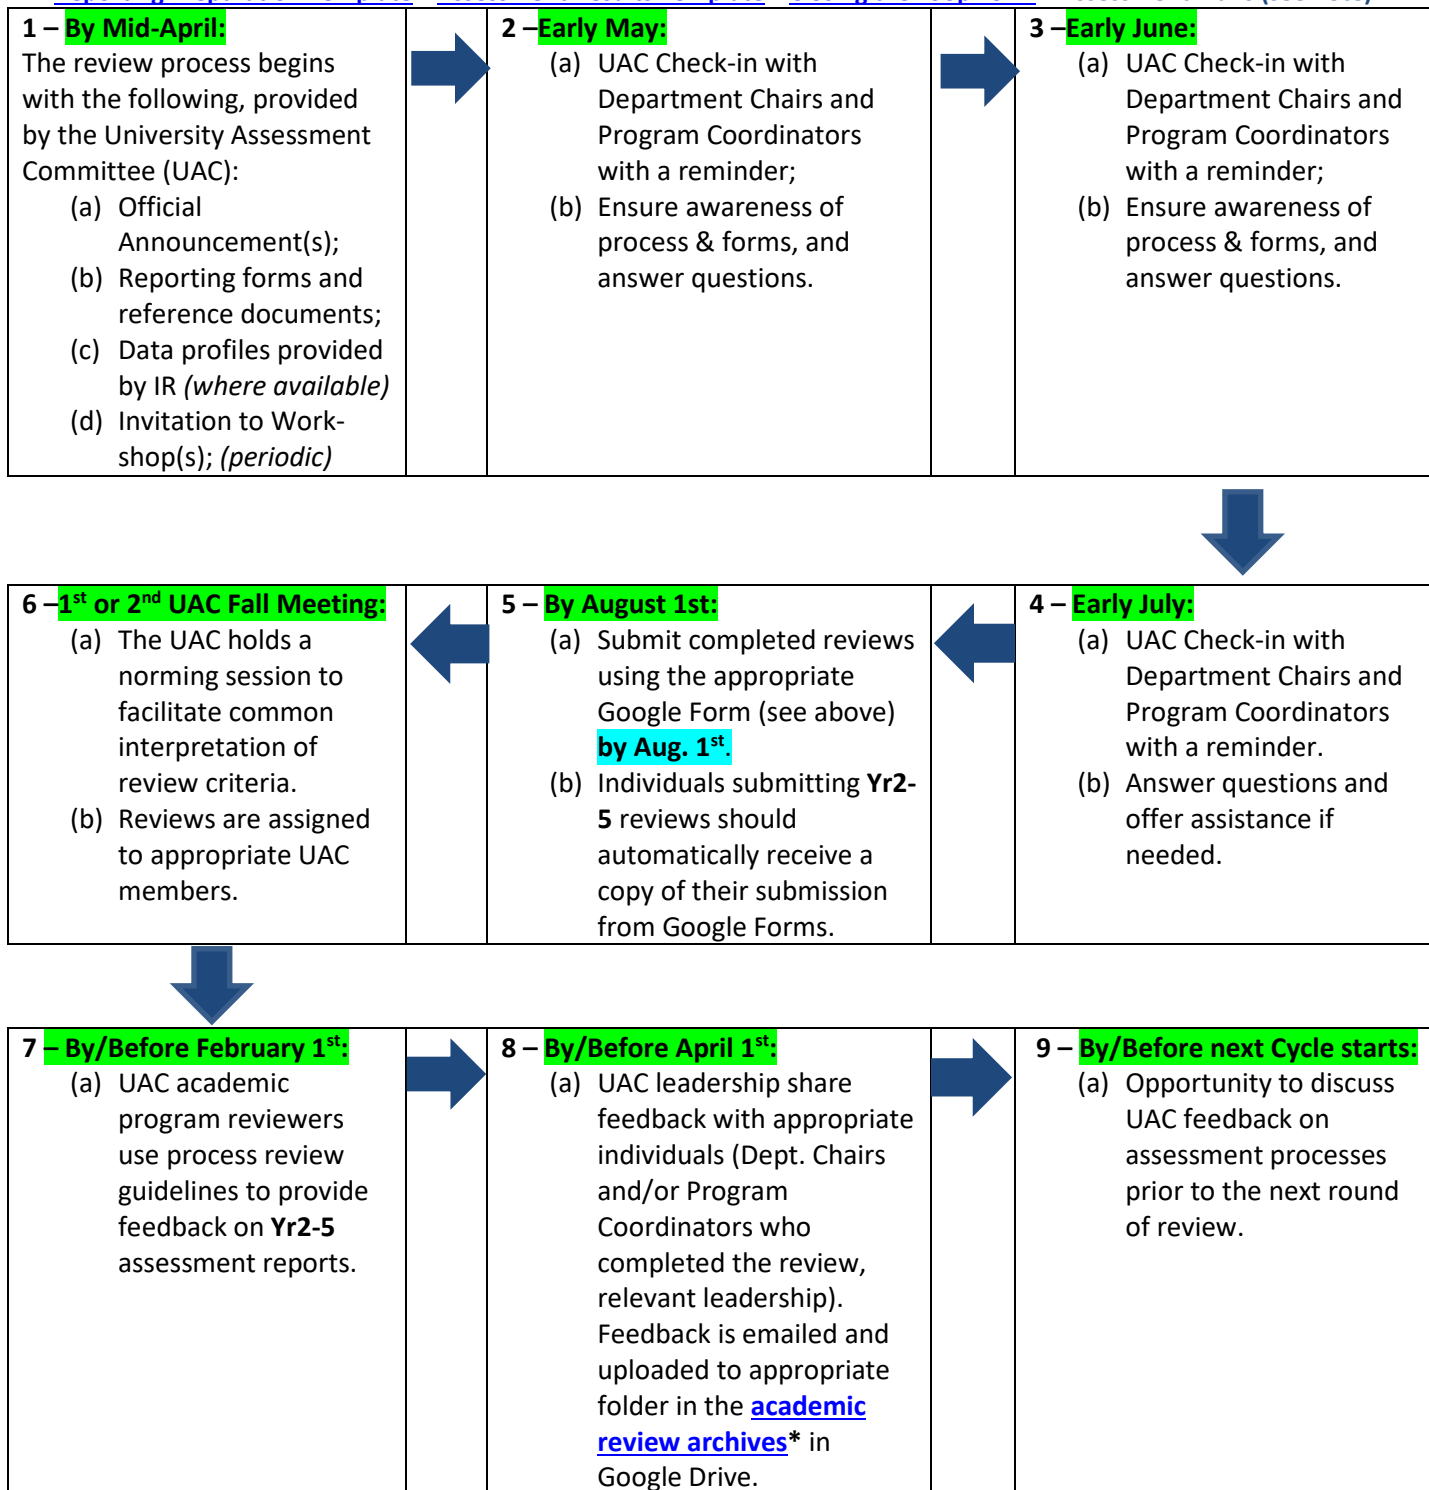 1 – By Mid-April:
The review process begins
with the following, provided
by the University Assessment
Committee (UAC):
(a) Official
Announcement(s);
(b) Reporting forms and
reference documents;
(c) Data profiles provided
by IR (where available)
(d) Invitation to Work-
shop(s); (periodic)
2 –Early May:
(a) UAC Check-in with
Department Chairs and
Program Coordinators
with a reminder;
(b) Ensure awareness of
process & forms, and
answer questions.
3 –Early June:
(a) UAC Check-in with
Department Chairs and
Program Coordinators
with a reminder;
(b) Ensure awareness of
process & forms, and
answer questions.
4 – Early July:
(a) UAC Check-in with
Department Chairs and
Program Coordinators
with a reminder.
(b) Answer questions and
offer assistance if
needed.
5 – By August 1st:
(a) Submit completed reviews
using the appropriate
Google Form (see above)
by Aug. 1st.
(b) Individuals submitting Yr2-
5 reviews should
automatically receive a
copy of their submission
from Google Forms.
6 –1st or 2nd UAC Fall Meeting:
(a) The UAC holds a
norming session to
facilitate common
interpretation of
review criteria.
(b) Reviews are assigned
to appropriate UAC
members.
7 – By/Before February 1st:
(a) UAC academic
program reviewers
use process review
guidelines to provide
feedback on Yr2-5
assessment reports.
8 – By/Before April 1st:
(a) UAC leadership share
feedback with appropriate
individuals (Dept. Chairs
and/or Program
Coordinators who
completed the review,
relevant leadership).
Feedback is emailed and
uploaded to appropriate
folder in the academic
review archives* in
Google Drive.
9 – By/Before next Cycle starts:
(a) Opportunity to discuss
UAC feedback on
assessment processes
prior to the next round
of review.